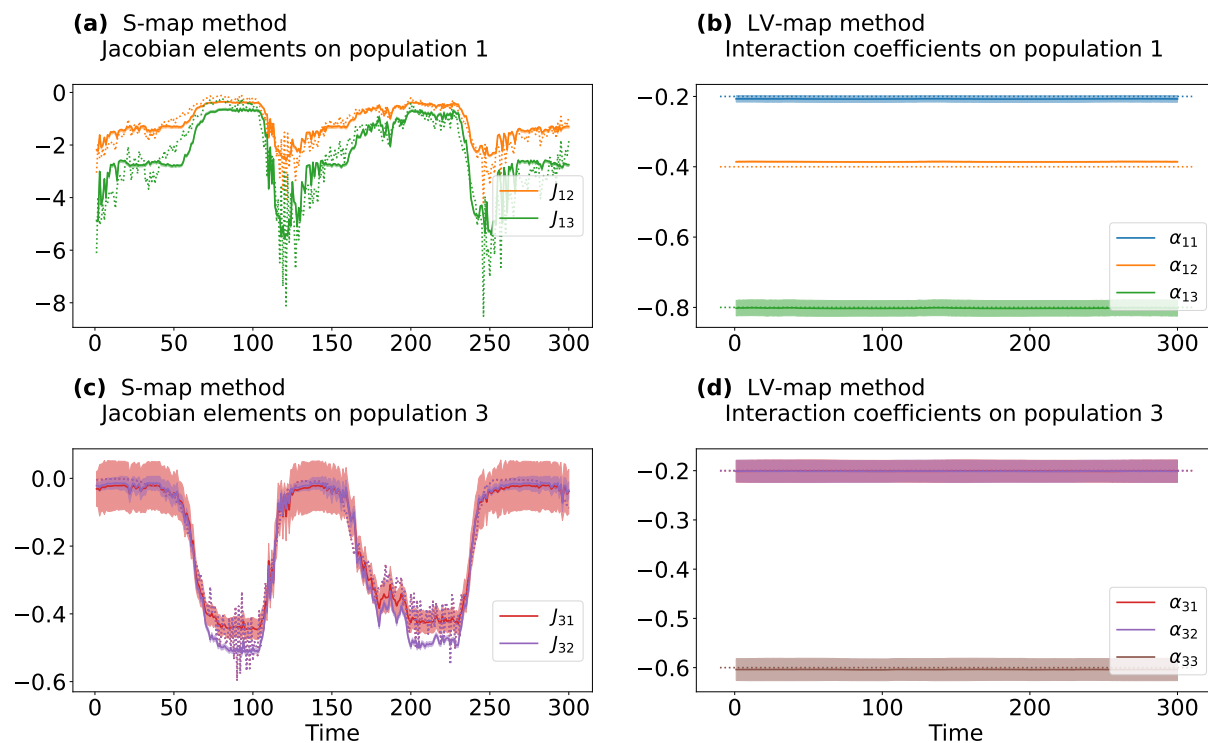 (a) S-map method
Jacobian elements on population 1
0
−2
−4
−6
−8
J12
J13
0 50 100 150 200 250 300
(b) LV-map method
Interaction coefficients on population 1
−0.2
−0.4
−0.6
−0.8
α11
α12
α13
0 100 200 300
(c) S-map method
Jacobian elements on population 3
0.0
−0.2
−0.4
−0.6
J31
J32
0 50 100 150 200 250 300
Time
(d) LV-map method
Interaction coefficients on population 3
−0.2
−0.3
−0.4
−0.5
−0.6
α31
α32
α33
0 100 200 300
Time